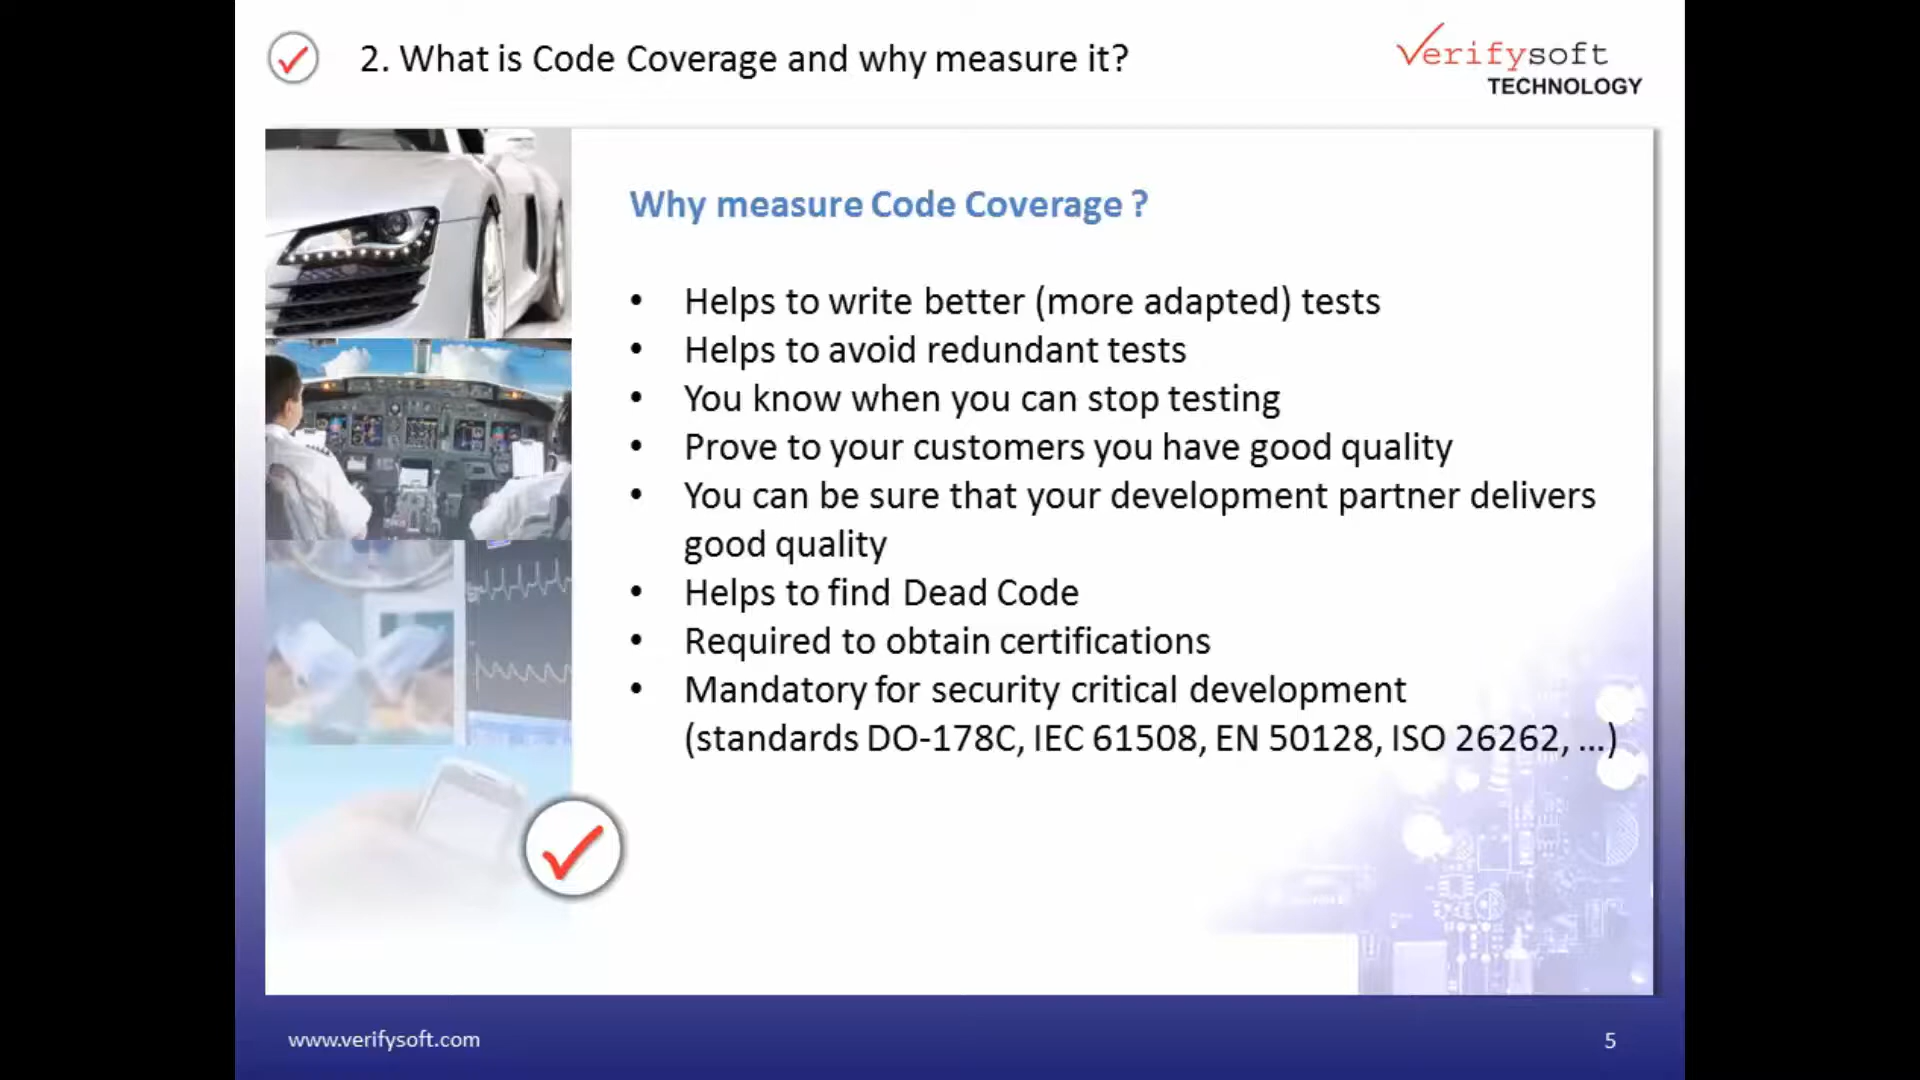 2. What is Code Coverage and why measure it?
verifysoft
TECHNOLOGY
Why measure Code Coverage ?
• Helps to write better (more adapted) tests
• Helps to avoid redundant tests
• You know when you can stop testing
• Prove to your customers you have good quality
• You can be sure that your development partner delivers
good quality
• Helps to find Dead Code
• Required to obtain certifications
• Mandatory for security critical development
(standards DO-178C, IEC 61508, EN 50128, ISO 26262, ...)
www.verifysoft.com
5